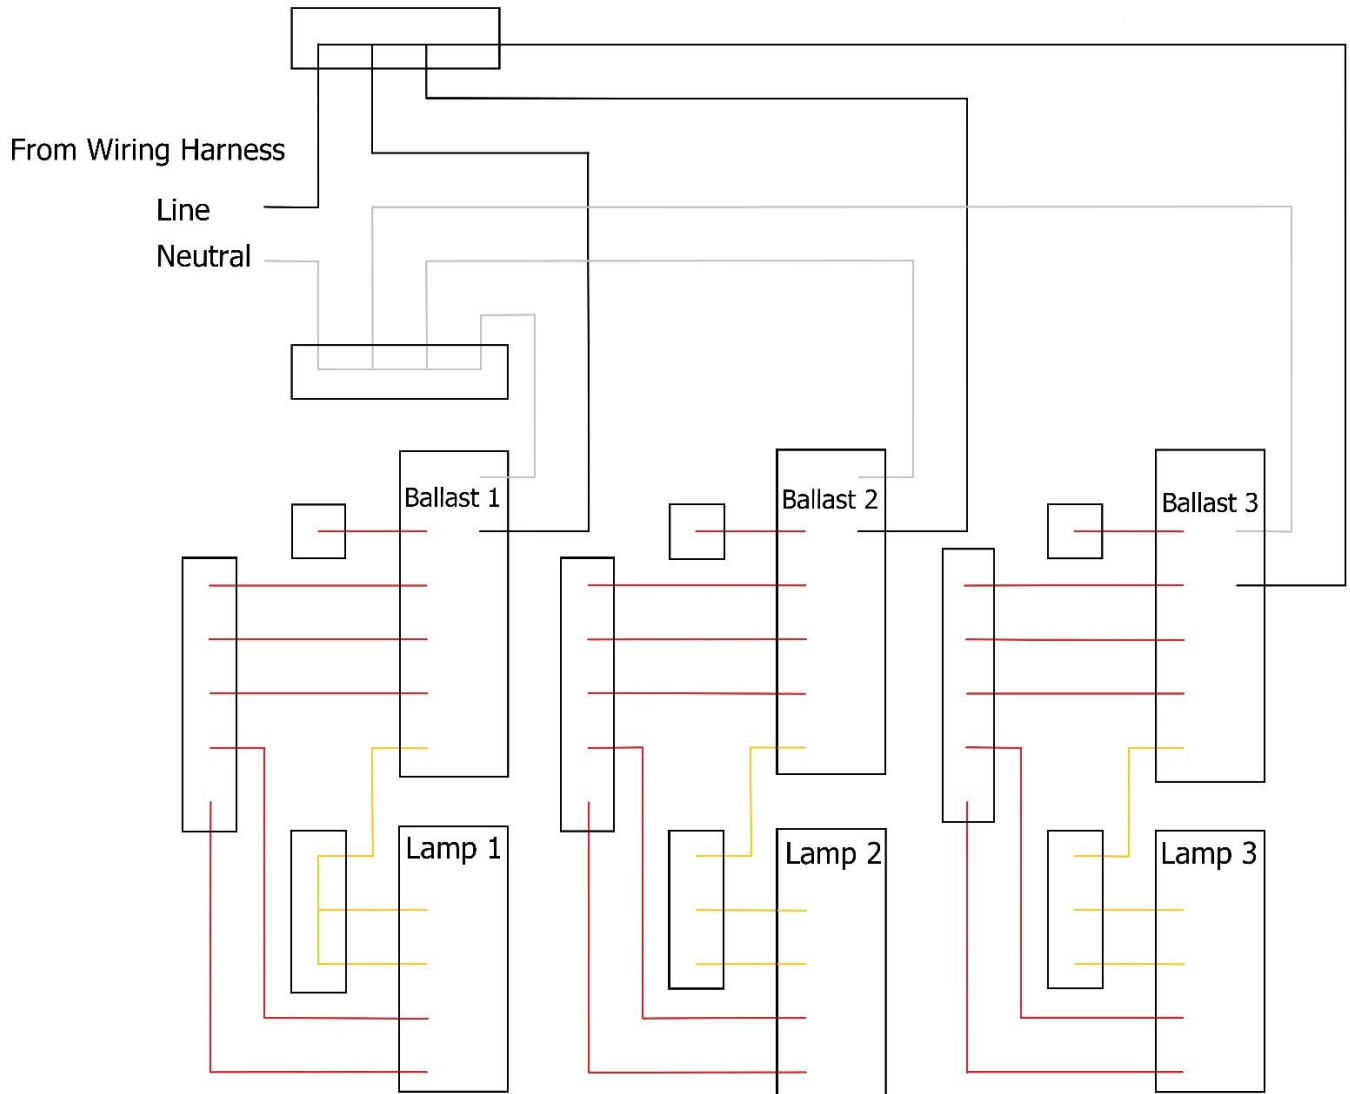 From Wiring Harness
Line
Neutral
Ballast 1
Ballast 2
Ballast 3
Lamp 1
Lamp 2
Lamp 3